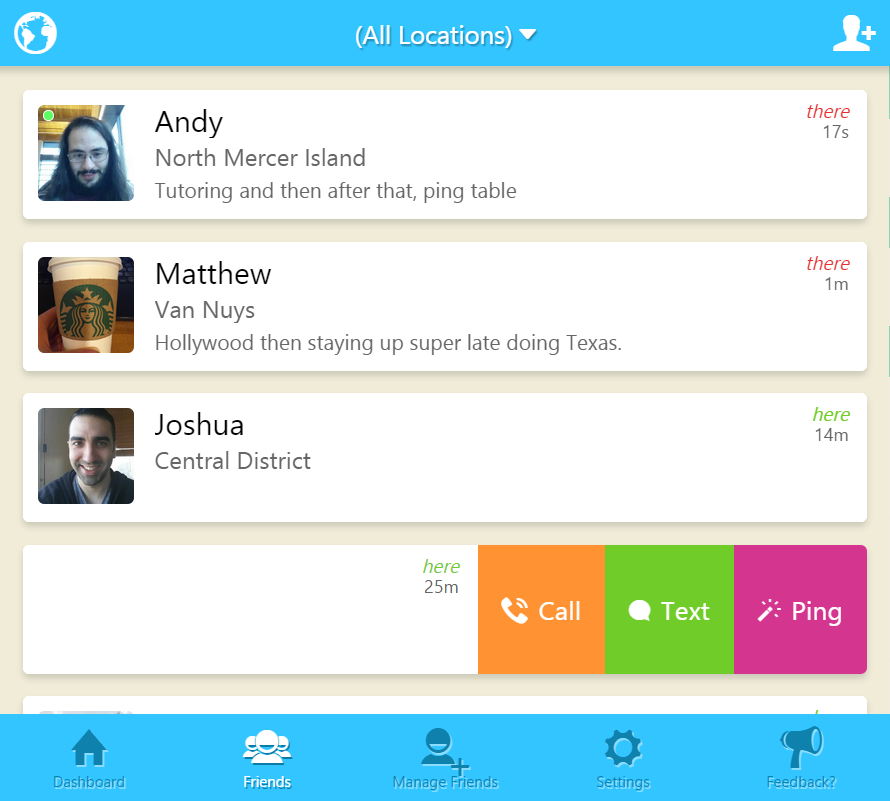 (All Locations)
Andy
there
17s
North Mercer Island
Tutoring and then after that, ping table
Matthew
there
1m
Van Nuys
Hollywood then staying up super late doing Texas.
Joshua
here
14m
Central District
here
25m
Call
Text
Ping
Dashboard
Friends
Manage Friends
Settings
Feedback?